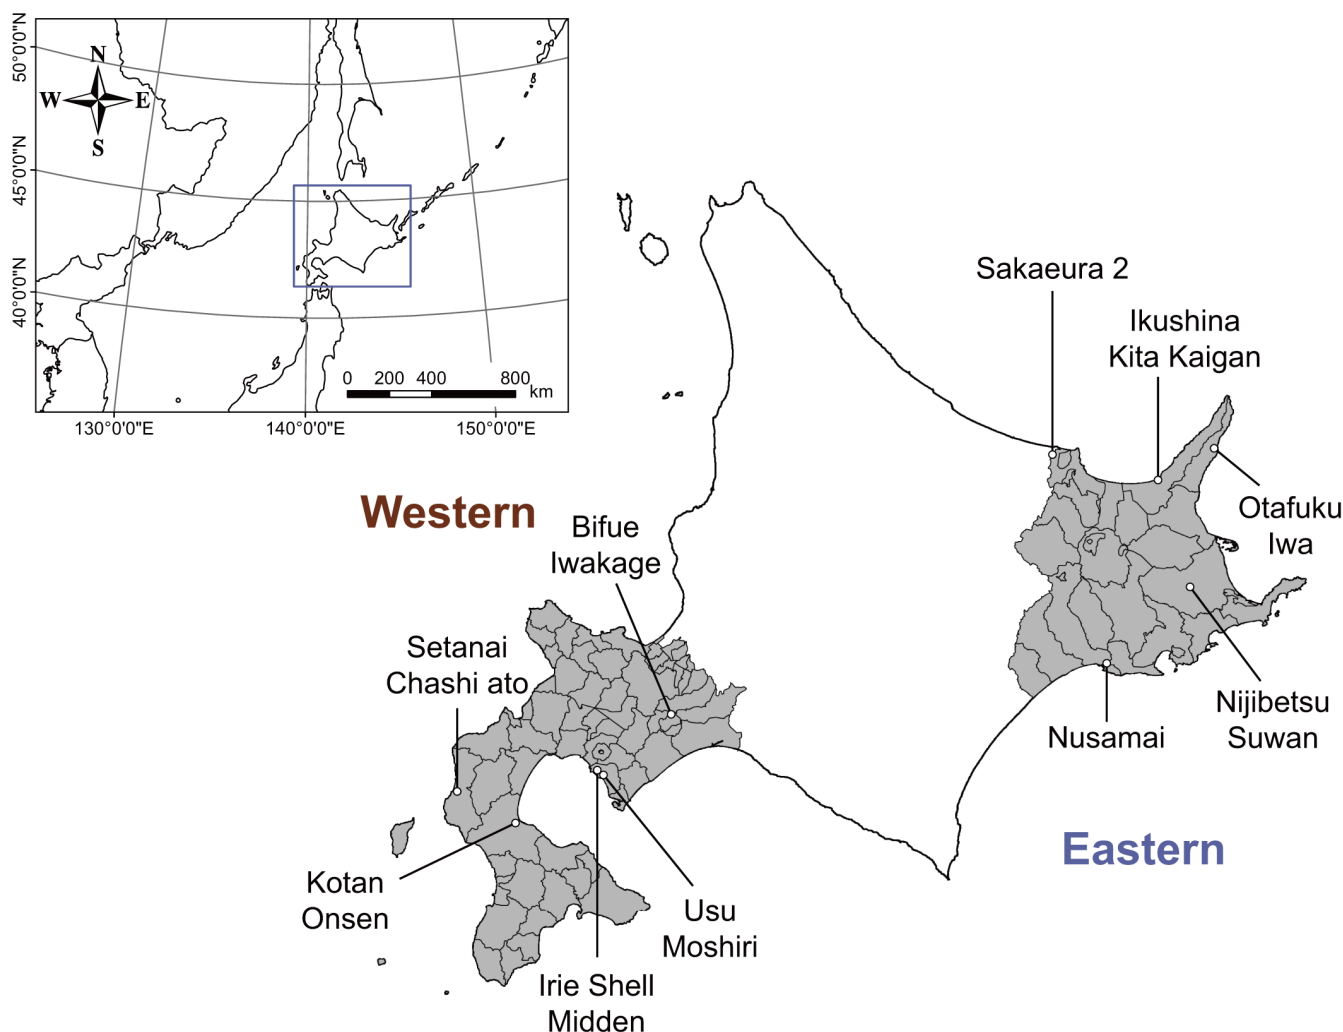 50°0'0"N
45°0'0"N
40°0'0"N
N
W
E
S
0 200 400 800
km
130°0'0"E
140°0'0"E
150°0'0"E
Sakaeura 2
Ikushina
Kita Kaigan
Western
Bifue
Iwakage
Otafuku
Iwa
Setanai
Chashi ato
Nijibetsu
Suwan
Nusamai
Eastern
Kotan
Onsen
Usu
Moshiri
Irie Shell
Midden